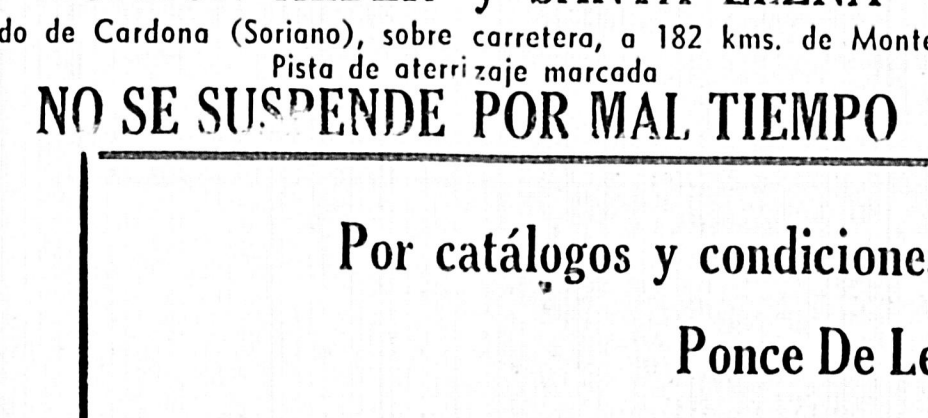 do de Cardona (Soriano), sobre carretera, a 182 kms. de Monte
Pista de aterrizaje marcada
NO SE SUSPENDE POR MAL TIEMPO
Por catálogos y condicione
Ponce De Le